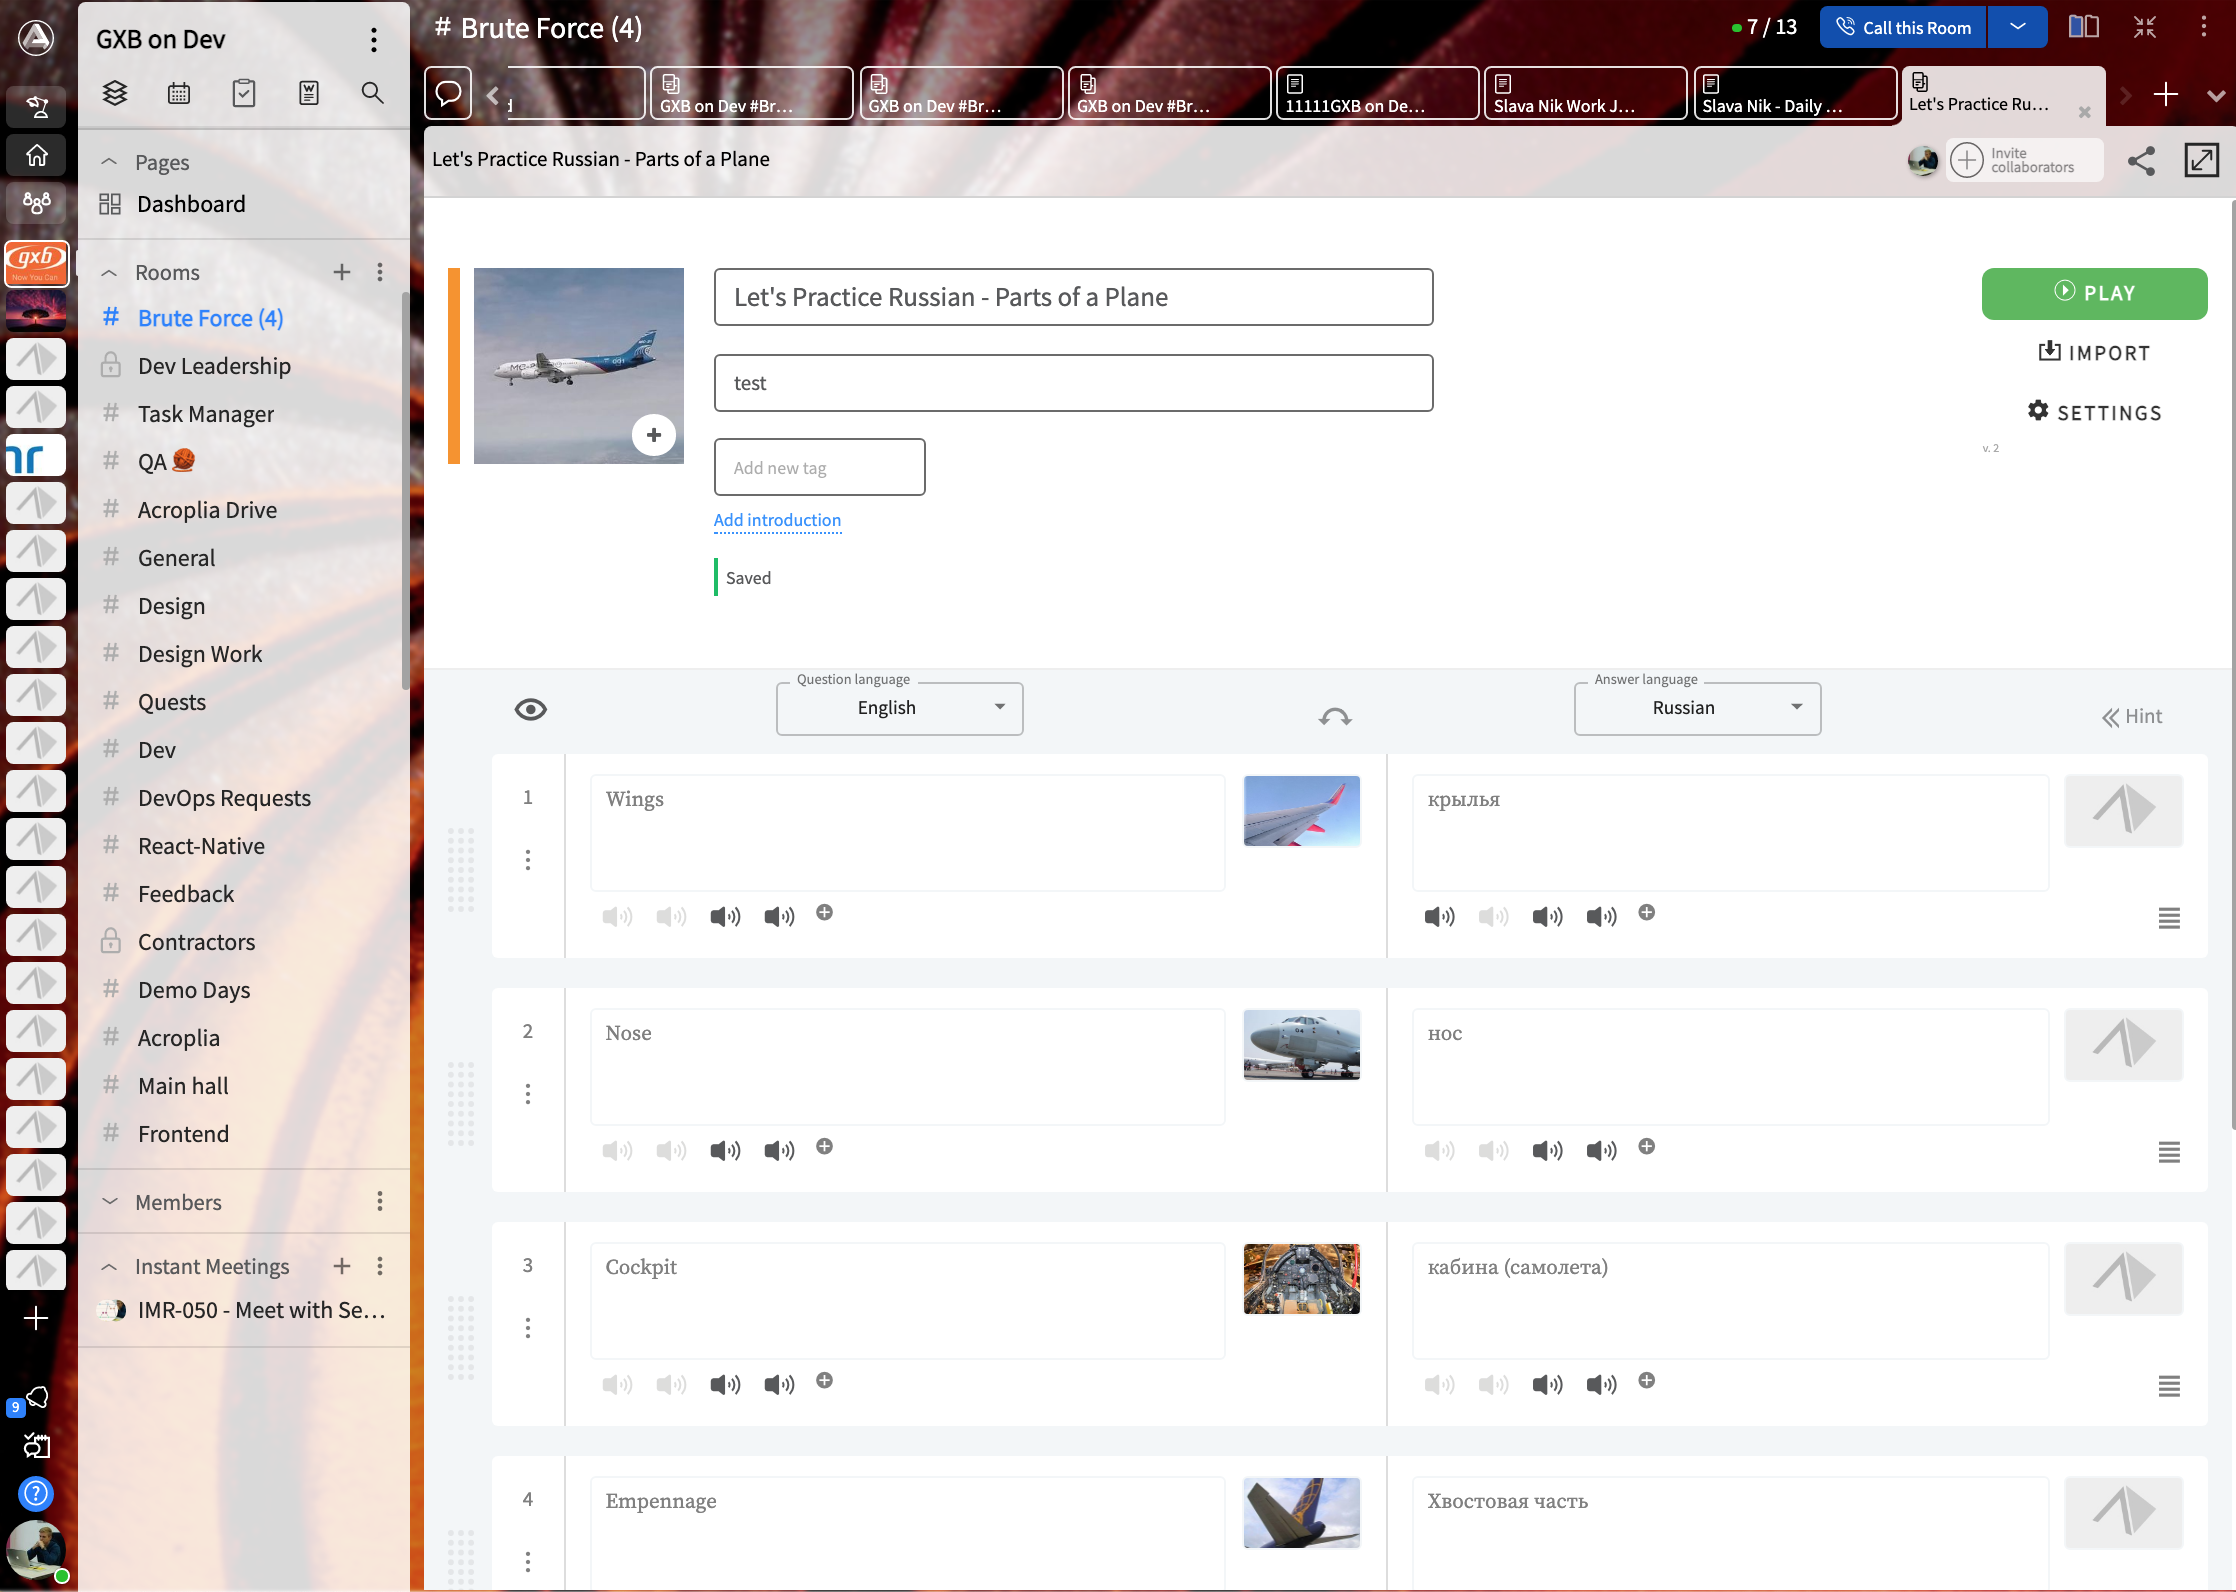 GXB on Dev
Pages
Dashboard
Rooms
# Brute Force (4)
Dev Leadership
# Task Manager
# QA
# Acroplia Drive
# General
# Design
# Design Work
# Quests
# Dev
# DevOps Requests
# React-Native
# Feedback
Contractors
# Demo Days
# Acroplia
# Main hall
# Frontend
Members
Instant Meetings
IMR-050 - Meet with Se...
gxb
Now You Can
9
?
# Brute Force (4)
7 / 13
Call this Room
GXB on Dev #Br...
GXB on Dev #Br...
GXB on Dev #Br...
11111GXB on De...
Slava Nik Work J...
Slava Nik - Daily ...
Let's Practice Ru...
Let's Practice Russian - Parts of a Plane
Invite
collaborators
Let's Practice Russian - Parts of a Plane
test
Add new tag
Add introduction
Saved
PLAY
IMPORT
SETTINGS
v. 2
Question language
English
Answer language
Russian
Hint
1
Wings
крылья
2
Nose
нос
3
Cockpit
кабина (самолета)
4
Empennage
Хвостовая часть